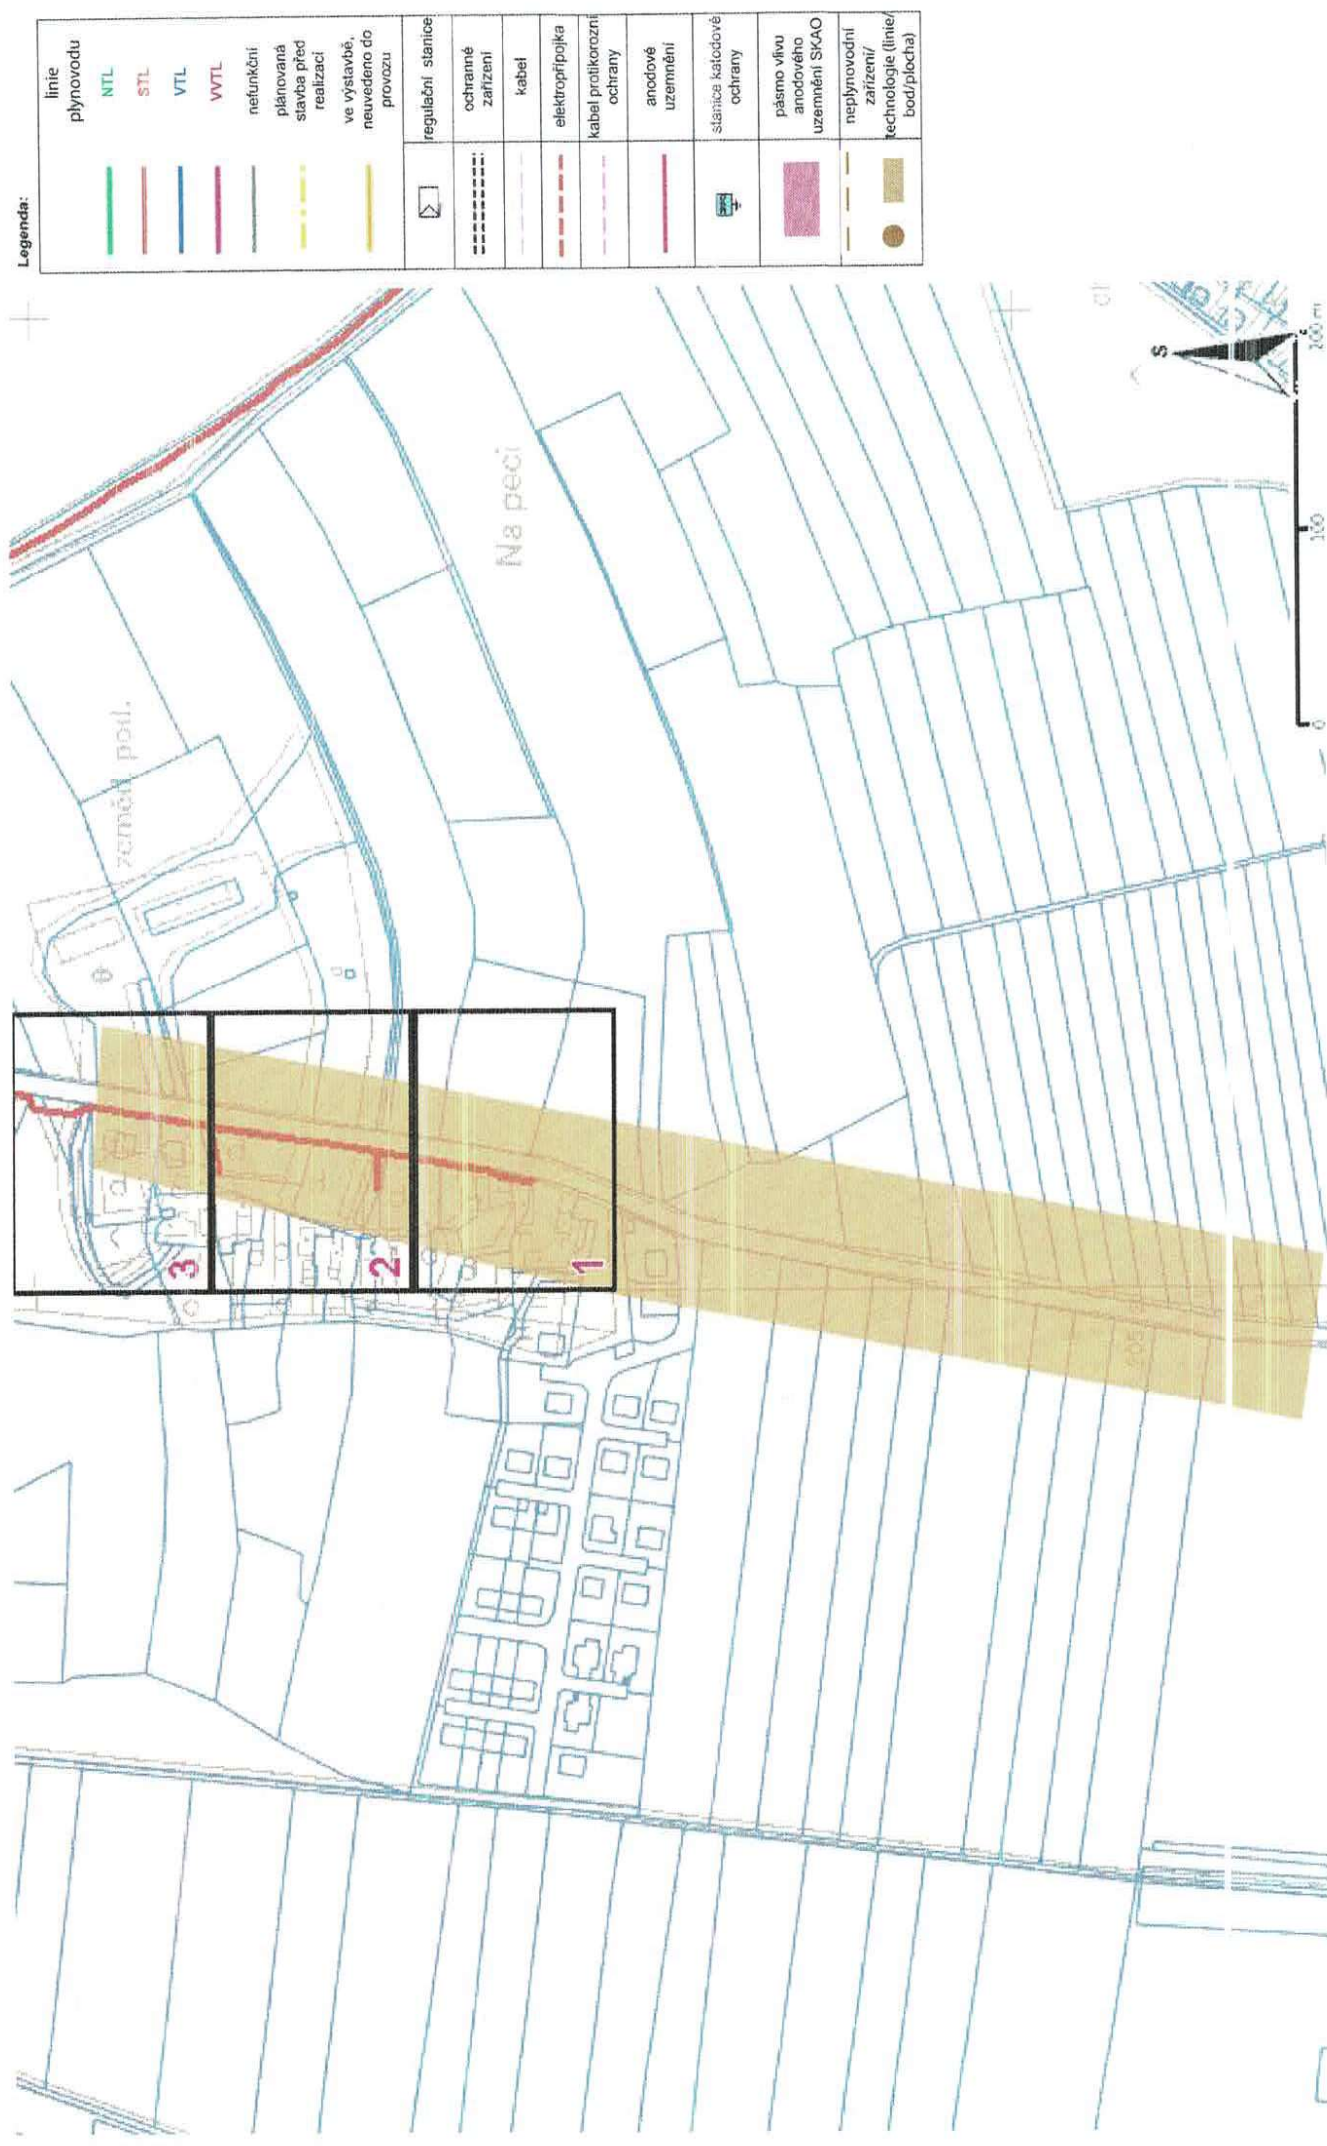 Legenda:
linie
plynovodu
NTL
STL
VTL
VVTL
nefunkční
plánovaná
stavba před
realizací
ve výstavbě,
neuvedeno do
provozu
regulační stanice
ochranné
zařízení
kabel
elektropřípojka
kabel protikorozní
ochrany
anodové
uzemnění
stanice katodové
ochrany
pásmo vlivu
anodového
uzemnění SKAO
neplynovodní
zařízení/
technologie (linie/
bod/plocha)
zeměd. poz.
Na peci
3
2
1
S
0
100
200 m